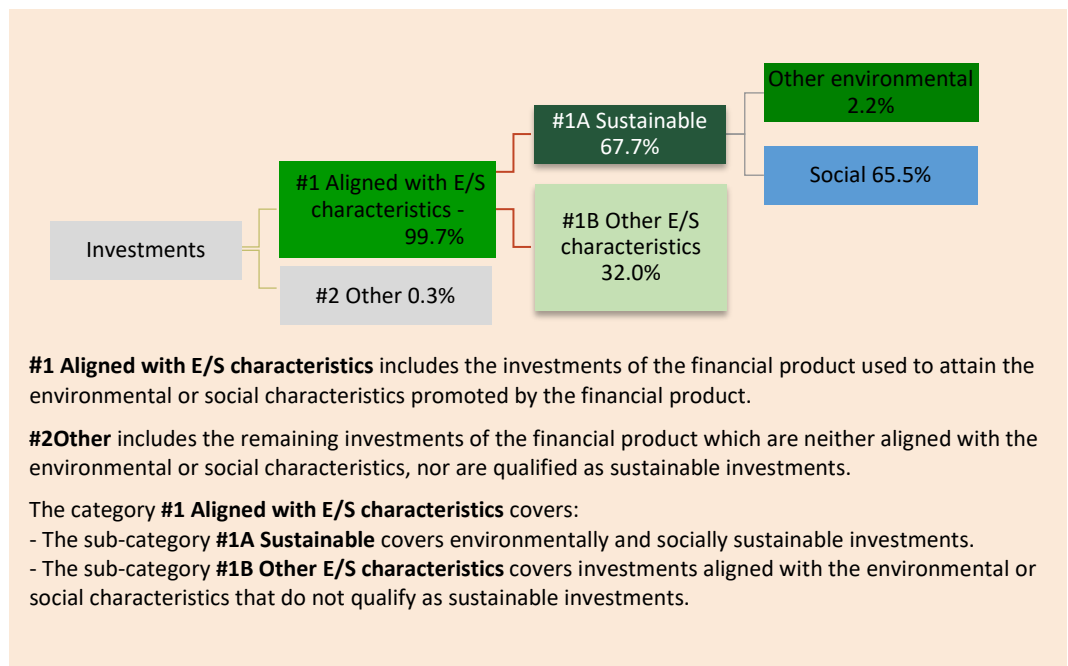 Other environmental
2.2%
#1A Sustainable
67.7%
Social 65.5%
#1 Aligned with E/S
characteristics -
99.7%
#1B Other E/S
characteristics
32.0%
Investments
#2 Other 0.3%
#1 Aligned with E/S characteristics includes the investments of the financial product used to attain the
environmental or social characteristics promoted by the financial product.
#2Other includes the remaining investments of the financial product which are neither aligned with the
environmental or social characteristics, nor are qualified as sustainable investments.
The category #1 Aligned with E/S characteristics covers:
- The sub-category #1A Sustainable covers environmentally and socially sustainable investments.
- The sub-category #1B Other E/S characteristics covers investments aligned with the environmental or
social characteristics that do not qualify as sustainable investments.